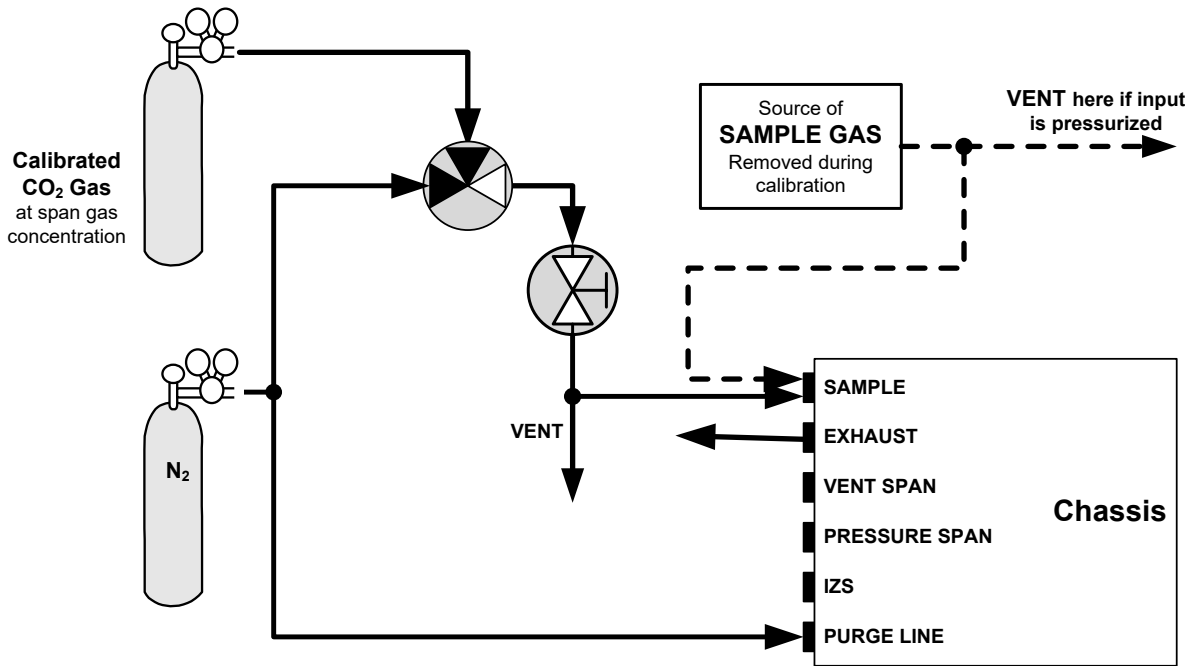 Calibrated
CO₂ Gas
at span gas
concentration
N₂
Source of
SAMPLE GAS
Removed during
calibration
VENT here if input
is pressurized
VENT
SAMPLE
EXHAUST
VENT SPAN
PRESSURE SPAN
IZS
PURGE LINE
Chassis